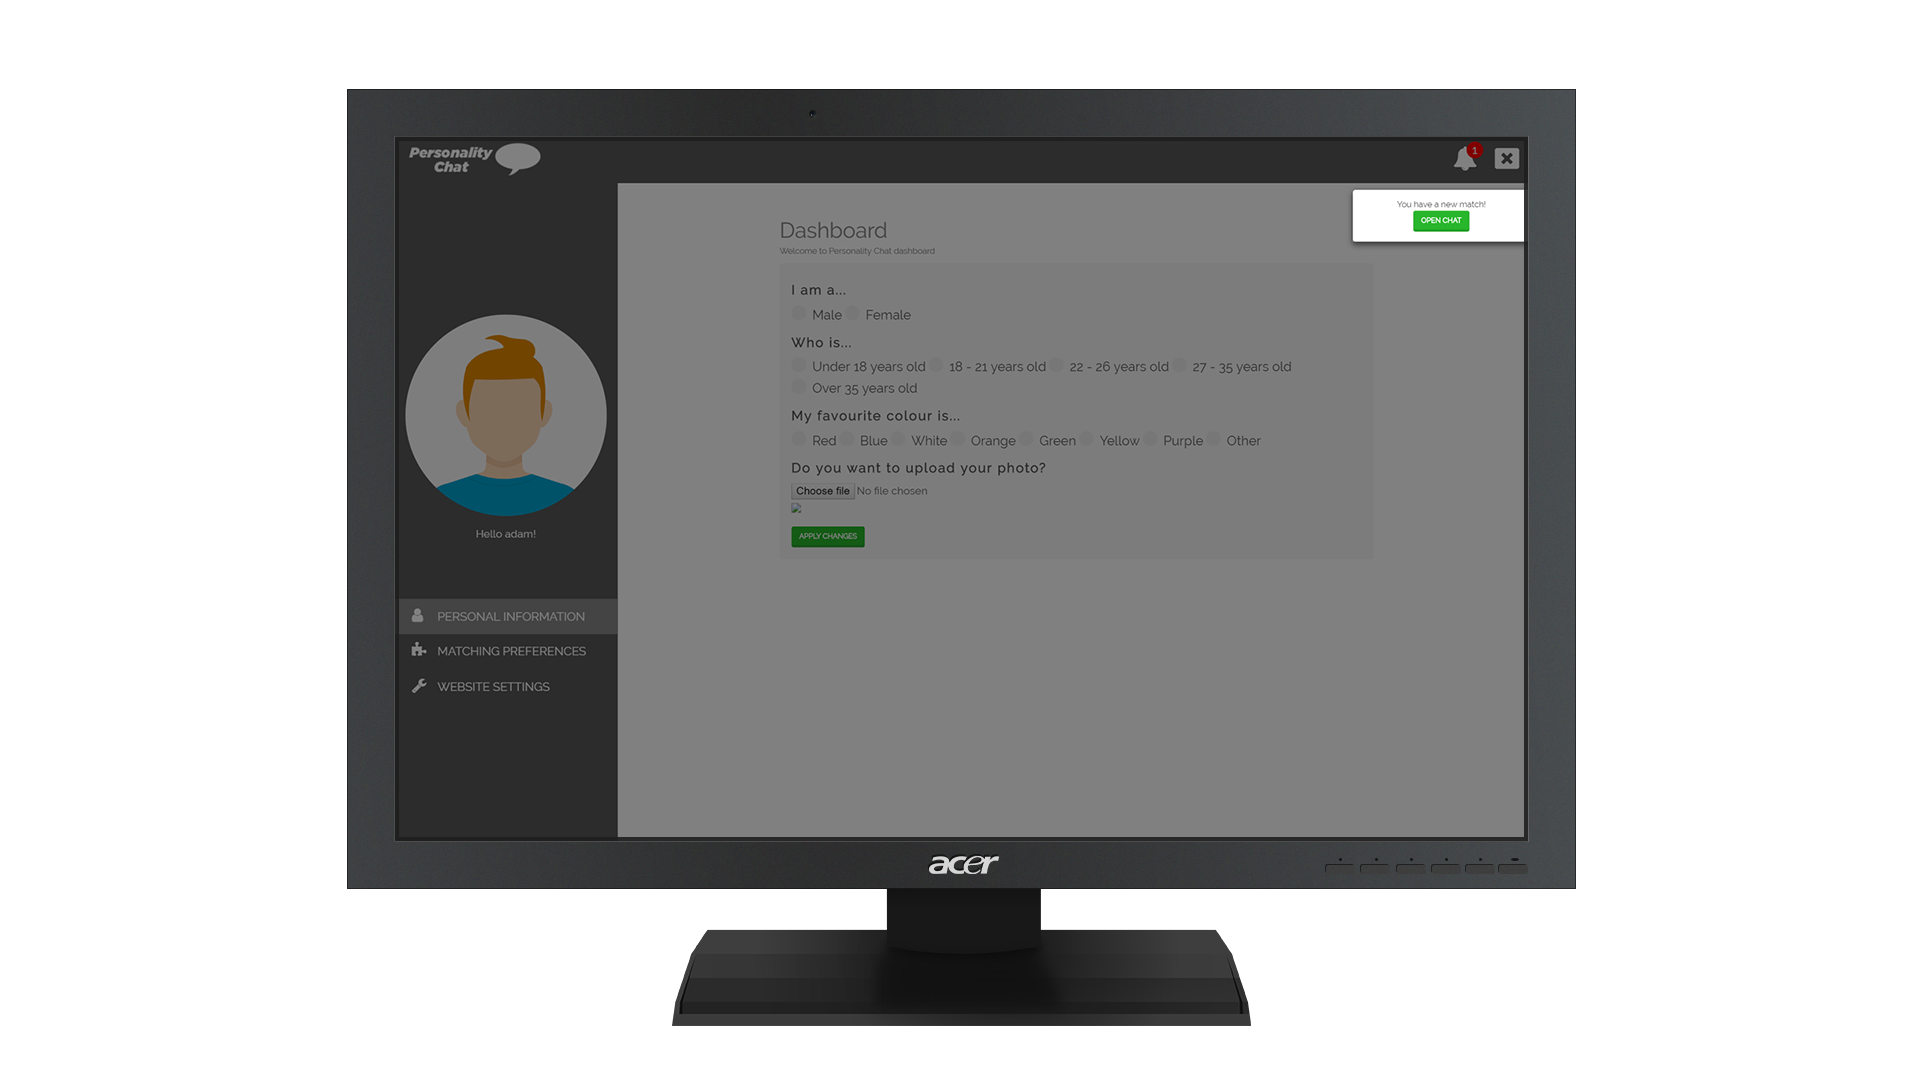 Personality
Chat
1
You have a new match!
OPEN CHAT
Dashboard
Welcome to Personality Chat dashboard
I am a...
Male Female
Who is...
Under 18 years old 18 - 21 years old 22 - 26 years old 27 - 35 years old
Over 35 years old
My favourite colour is...
Red Blue White Orange Green Yellow Purple Other
Do you want to upload your photo?
Choose file No file chosen
APPLY CHANGES
Hello adam!
PERSONAL INFORMATION
MATCHING PREFERENCES
WEBSITE SETTINGS
acer